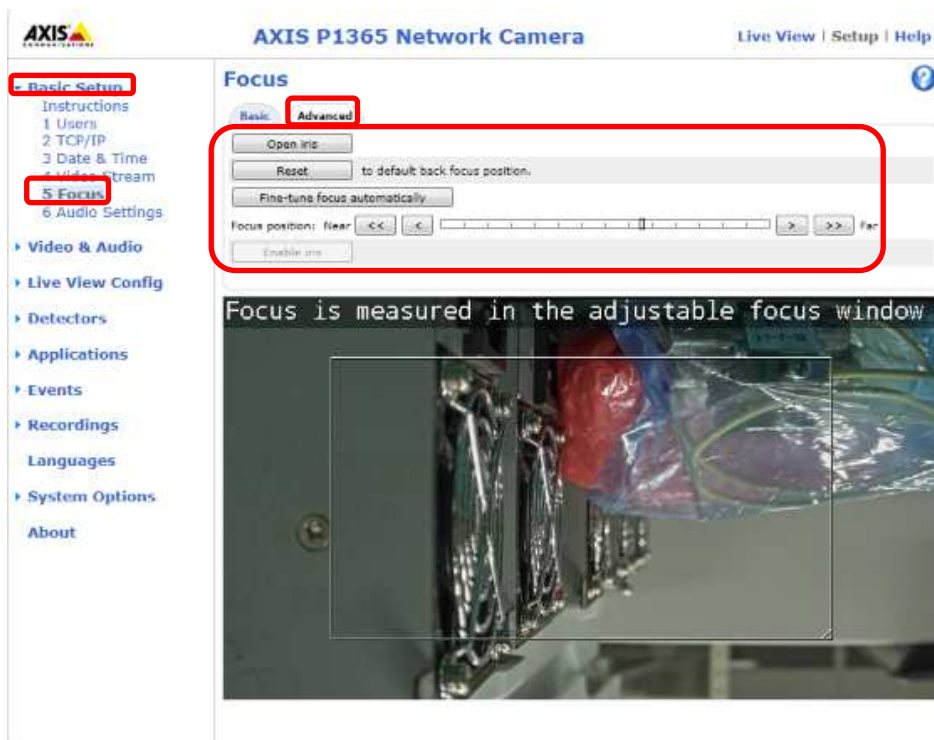 AXIS
COMMUNICATIONS
AXIS P1365 Network Camera
Live View | Setup | Help
Basic Setup
Instructions
1 Users
2 TCP/IP
3 Date & Time
4 Video Stream
5 Focus
6 Audio Settings
Video & Audio
Live View Config
Detectors
Applications
Events
Recordings
Languages
System Options
About
Focus
?
Basic
Advanced
Open iris
Reset to default back focus position.
Fine-tune focus automatically
Focus position: Near << < > >> Far
Enable iris
Focus is measured in the adjustable focus window